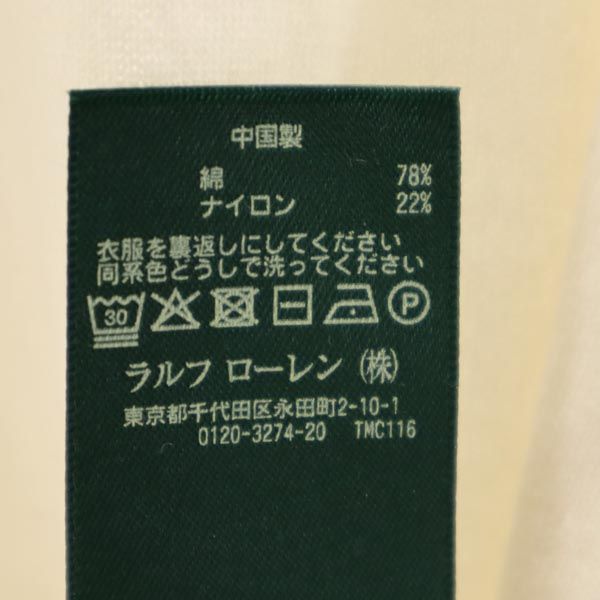 中国製
綿 78%
ナイロン 22%
衣服を裏返しにしてください
同系色どうしで洗ってください
30 P
ラルフ ローレン (株)
東京都千代田区永田町2-10-1
0120-3274-20 TMC116